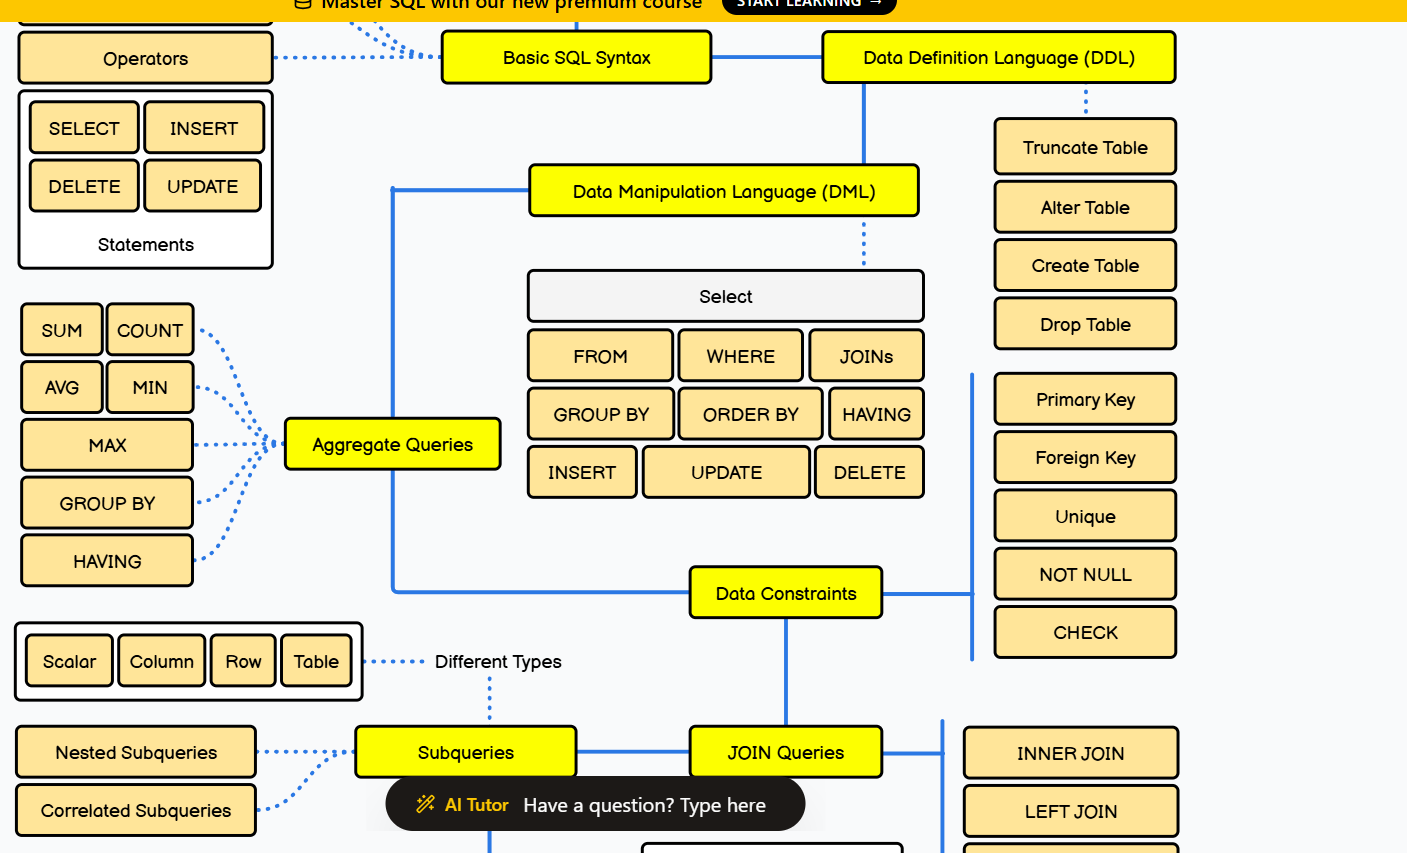 Master SQL with our new premium course
START LEARNING →
Operators
Basic SQL Syntax
Data Definition Language (DDL)
SELECT
INSERT
DELETE
UPDATE
Statements
Truncate Table
Alter Table
Create Table
Drop Table
Data Manipulation Language (DML)
Select
FROM
WHERE
JOINs
GROUP BY
ORDER BY
HAVING
INSERT
UPDATE
DELETE
SUM
COUNT
AVG
MIN
MAX
GROUP BY
HAVING
Aggregate Queries
Primary Key
Foreign Key
Unique
NOT NULL
CHECK
Data Constraints
Scalar
Column
Row
Table
Different Types
Nested Subqueries
Correlated Subqueries
Subqueries
JOIN Queries
INNER JOIN
LEFT JOIN
AI Tutor Have a question? Type here